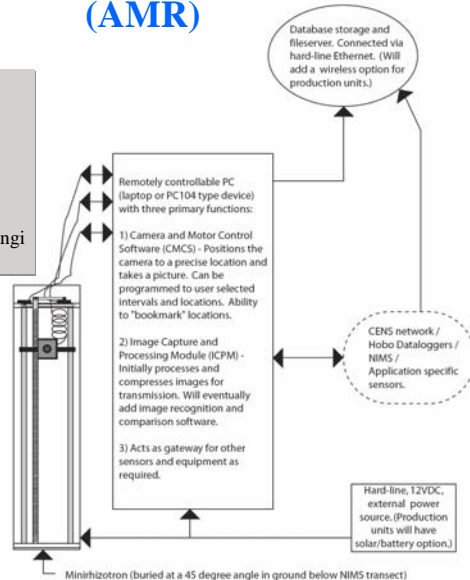 (AMR)
Database storage and
fileserver. Connected via
hard-line Ethernet. (Will
add a wireless option for
production units.)
ngi
Remotely controllable PC
(laptop or PC104 type device)
with three primary functions:
1) Camera and Motor Control
Software (CMCS) - Positions the
camera to a precise location and
takes a picture. Can be
programmed to user selected
intervals and locations. Ability
to "bookmark" locations.
2) Image Capture and
Processing Module (ICPM) -
Initially processes and
compresses images for
transmission. Will eventually
add image recognition and
comparison software.
3) Acts as gateway for other
sensors and equipment as
required.
CENS network /
Hobo Dataloggers /
NIMS /
Application specific
sensors.
Hard-line, 12VDC,
external power
source. (Production
units will have
solar/battery option.)
Minirhizotron (buried at a 45 degree angle in ground below NIMS transect)